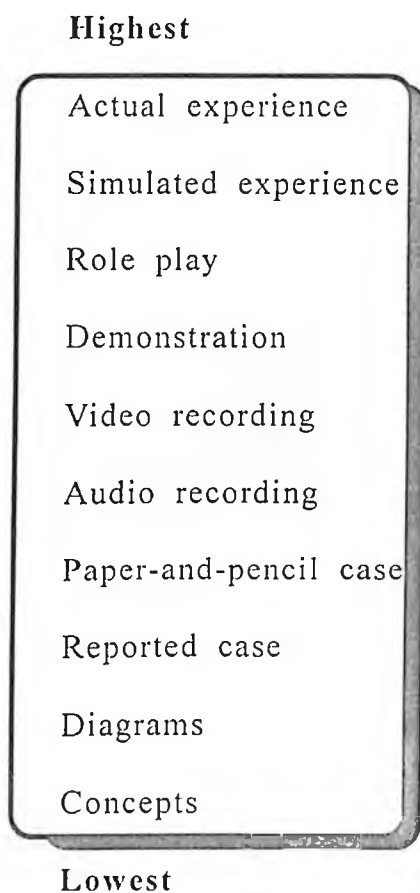 Highest
Actual experience
Simulated experience
Role play
Demonstration
Video recording
Audio recording
Paper-and-pencil case
Reported case
Diagrams
Concepts
Lowest